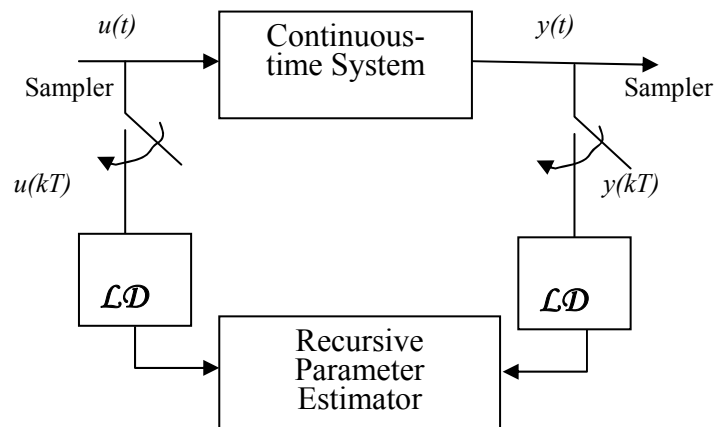 u(t)
Continuous-
time System
y(t)
Sampler
Sampler
u(kT)
y(kT)
ℒ𝒟
ℒ𝒟
Recursive
Parameter
Estimator